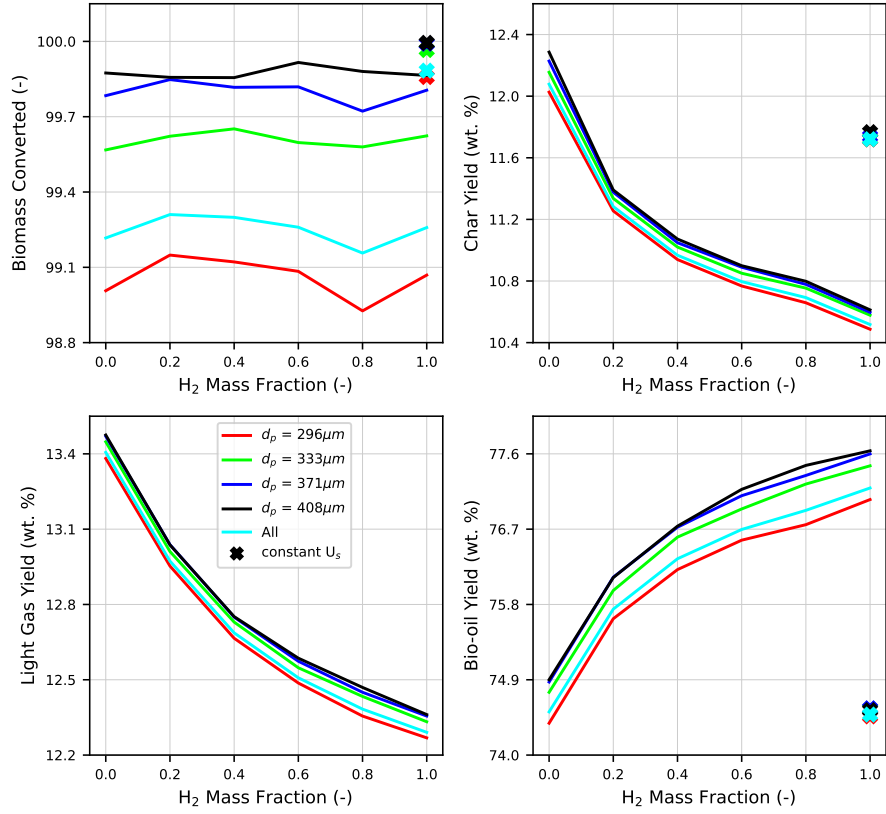 Biomass Converted (-)
100.0
99.7
99.4
99.1
98.8
0.0 0.2 0.4 0.6 0.8 1.0
H₂ Mass Fraction (-)
Char Yield (wt. %)
12.4
12.0
11.6
11.2
10.8
10.4
0.0 0.2 0.4 0.6 0.8 1.0
H₂ Mass Fraction (-)
Light Gas Yield (wt. %)
13.4
13.1
12.8
12.5
12.2
0.0 0.2 0.4 0.6 0.8 1.0
H₂ Mass Fraction (-)
dₚ = 296μm
dₚ = 333μm
dₚ = 371μm
dₚ = 408μm
All
constant Uₛ
Bio-oil Yield (wt. %)
77.6
76.7
75.8
74.9
74.0
0.0 0.2 0.4 0.6 0.8 1.0
H₂ Mass Fraction (-)